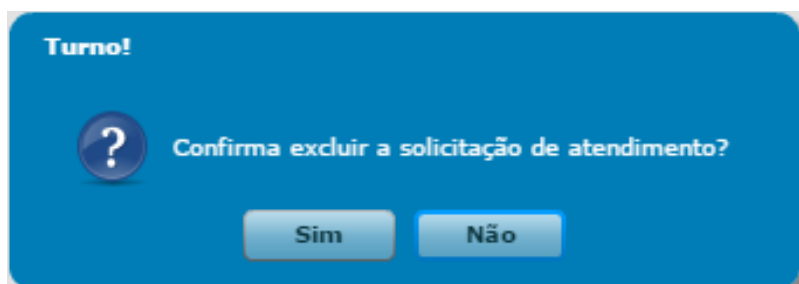 Turno!
?
Confirma excluir a solicitação de atendimento?
Sim
Não